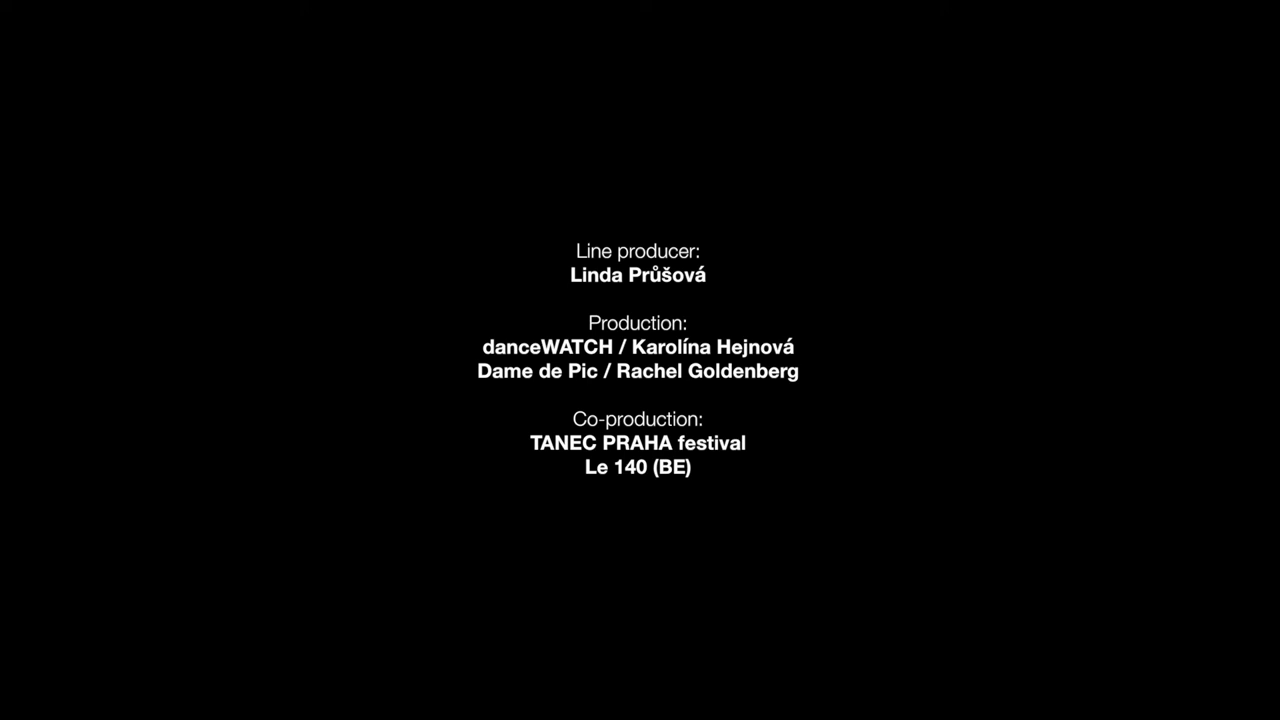 Line producer:
Linda Průšová
Production:
danceWATCH / Karolína Hejnová
Dame de Pic / Rachel Goldenberg
Co-production:
TANEC PRAHA festival
Le 140 (BE)